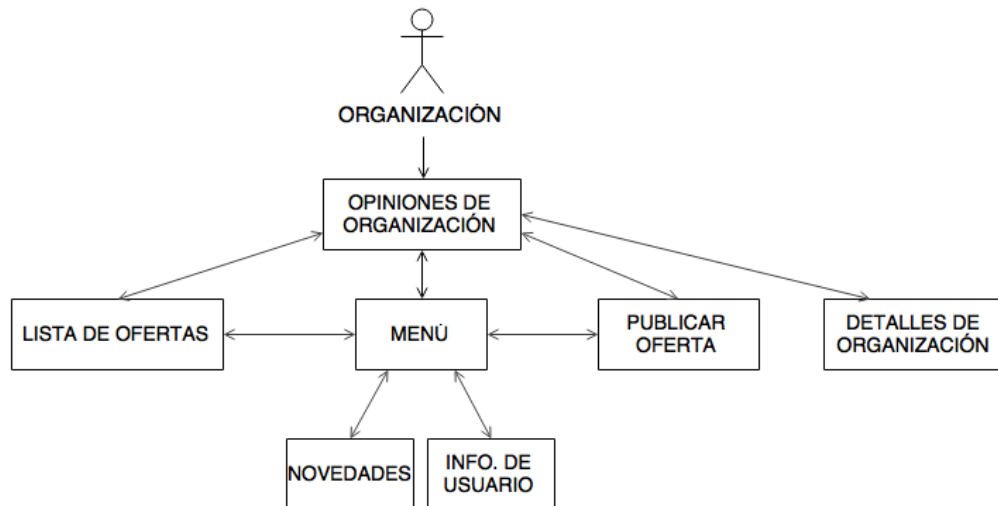 ORGANIZACIÓN
OPINIONES DE
ORGANIZACIÓN
LISTA DE OFERTAS
MENÚ
PUBLICAR
OFERTA
DETALLES DE
ORGANIZACIÓN
NOVEDADES
INFO. DE
USUARIO